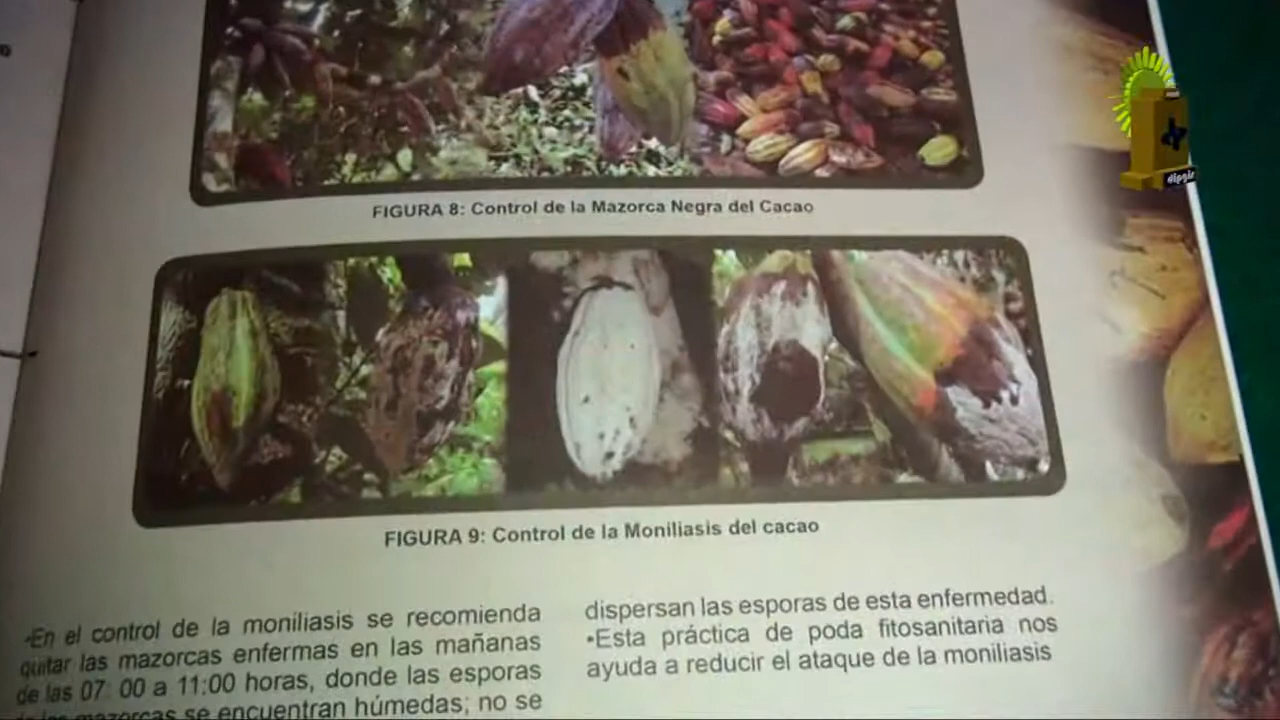 FIGURA 8: Control de la Mazorca Negra del Cacao
FIGURA 9: Control de la Moniliasis del cacao
•En el control de la moniliasis se recomienda
quitar las mazorcas enfermas en las mañanas
de las 07: 00 a 11:00 horas, donde las esporas
de las mazorcas se encuentran húmedas; no se
dispersan las esporas de esta enfermedad.
•Esta práctica de poda fitosanitaria nos
ayuda a reducir el ataque de la moniliasis